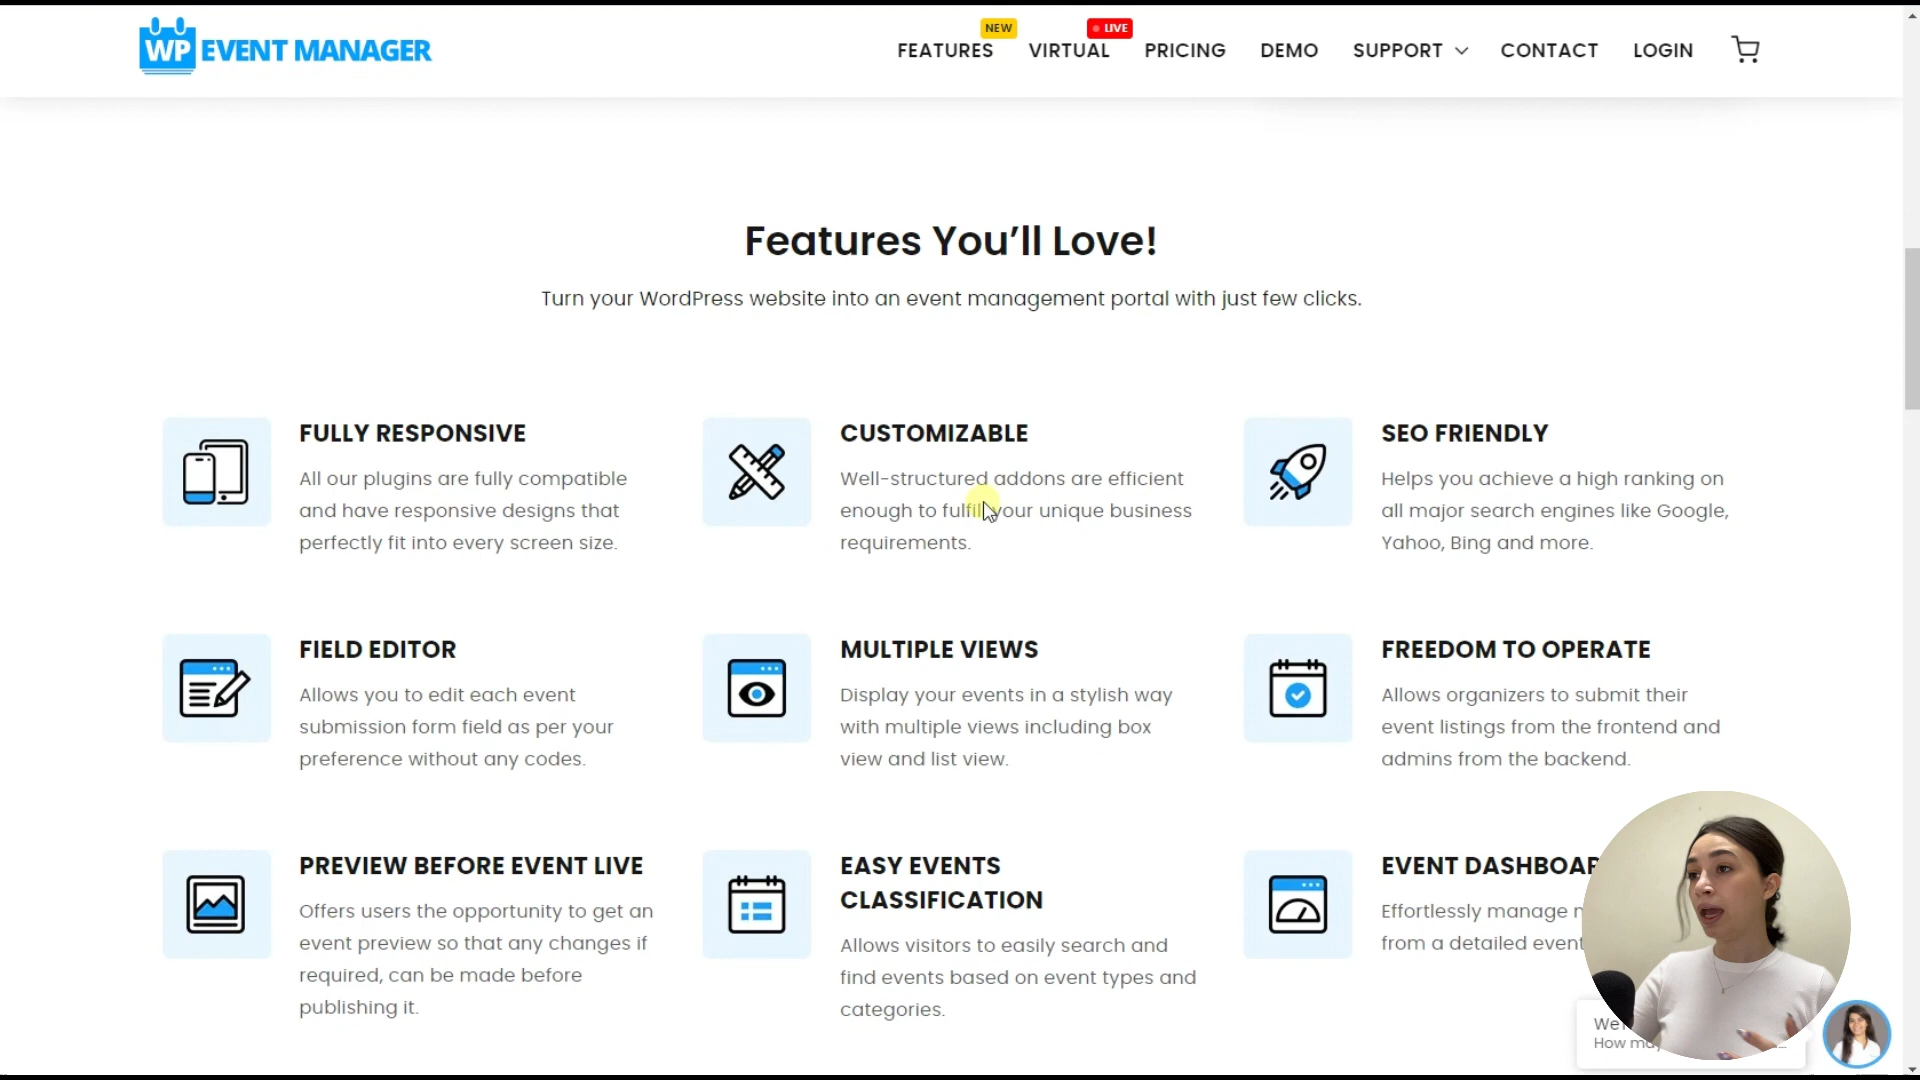 WP EVENT MANAGER
NEW
LIVE
FEATURES VIRTUAL PRICING DEMO SUPPORT CONTACT LOGIN
Features You’ll Love!
Turn your WordPress website into an event management portal with just few clicks.
FULLY RESPONSIVE
All our plugins are fully compatible
and have responsive designs that
perfectly fit into every screen size.
CUSTOMIZABLE
Well-structured addons are efficient
enough to fulfill your unique business
requirements.
SEO FRIENDLY
Helps you achieve a high ranking on
all major search engines like Google,
Yahoo, Bing and more.
FIELD EDITOR
Allows you to edit each event
submission form field as per your
preference without any codes.
MULTIPLE VIEWS
Display your events in a stylish way
with multiple views including box
view and list view.
FREEDOM TO OPERATE
Allows organizers to submit their
event listings from the frontend and
admins from the backend.
PREVIEW BEFORE EVENT LIVE
Offers users the opportunity to get an
event preview so that any changes if
required, can be made before
publishing it.
EASY EVENTS
CLASSIFICATION
Allows visitors to easily search and
find events based on event types and
categories.
EVENT
Effortlessly manage
from a detailed event
How